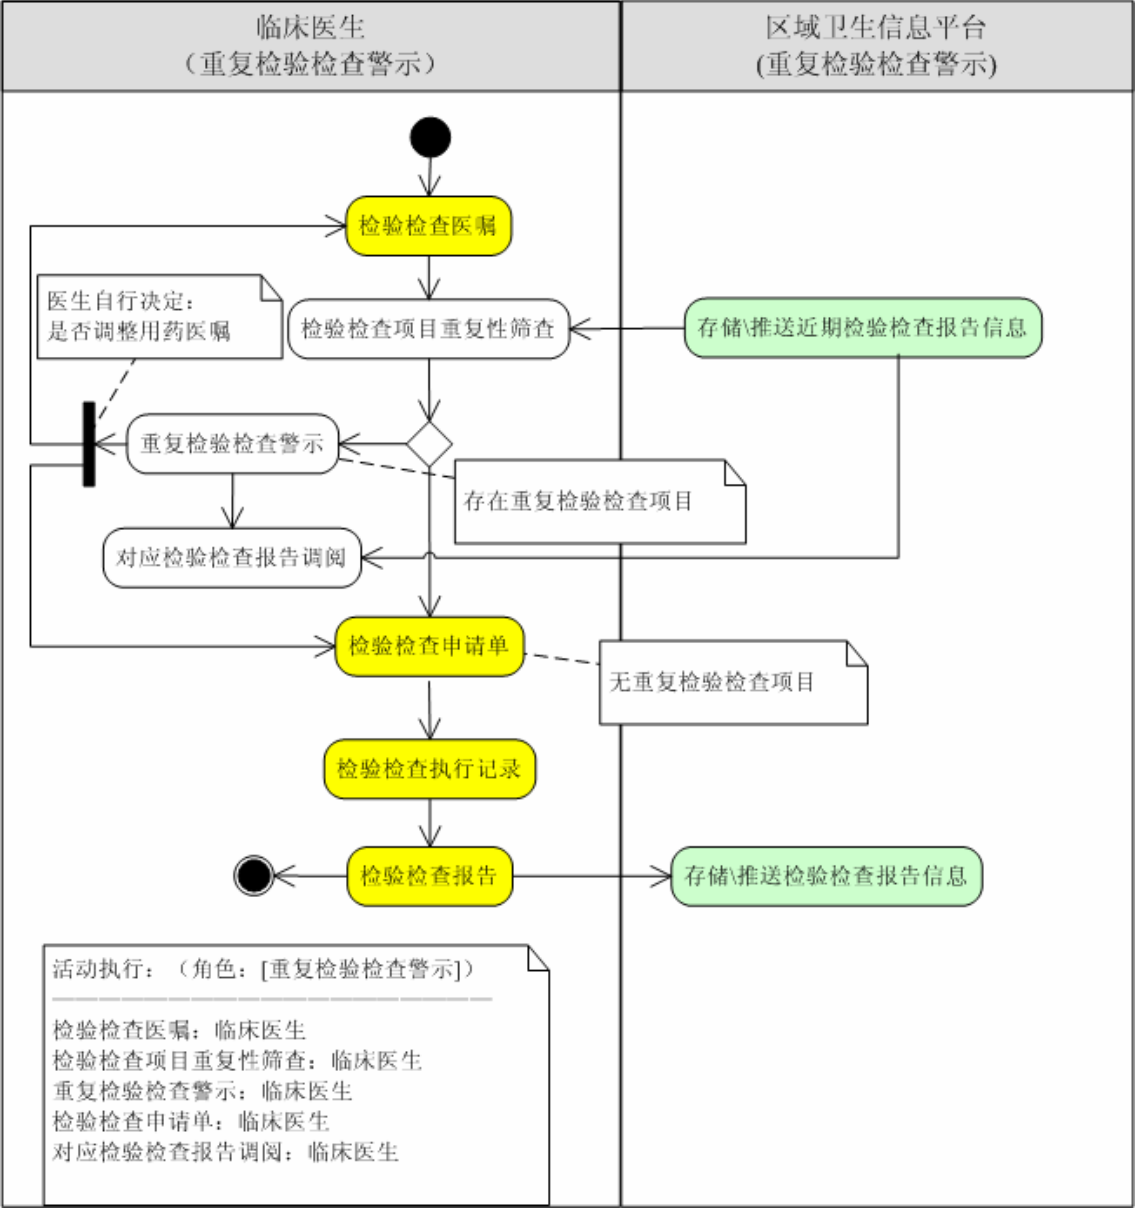 临床医生
（重复检验检查警示）
区域卫生信息平台
(重复检验检查警示)
检验检查医嘱
医生自行决定：
是否调整用药医嘱
检验检查项目重复性筛查
存储\推送近期检验检查报告信息
重复检验检查警示
存在重复检验检查项目
对应检验检查报告调阅
检验检查申请单
无重复检验检查项目
检验检查执行记录
检验检查报告
存储\推送检验检查报告信息
活动执行：（角色：[重复检验检查警示]）
———————————————————
检验检查医嘱：临床医生
检验检查项目重复性筛查：临床医生
重复检验检查警示：临床医生
检验检查申请单：临床医生
对应检验检查报告调阅：临床医生